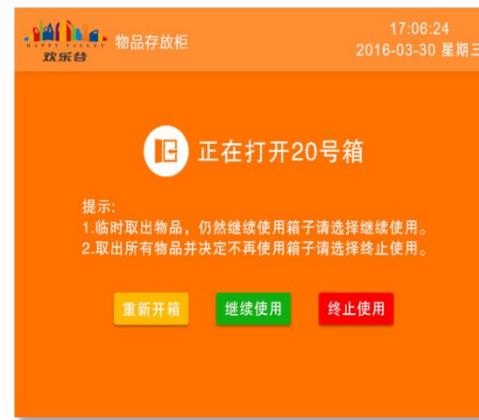 HAPPY VALLEY
欢乐谷
物品存放柜
17:06:24
2016-03-30 星期三
正在打开20号箱
提示:
1.临时取出物品，仍然继续使用箱子请选择继续使用。
2.取出所有物品并决定不再使用箱子请选择终止使用。
重新开箱 继续使用 终止使用